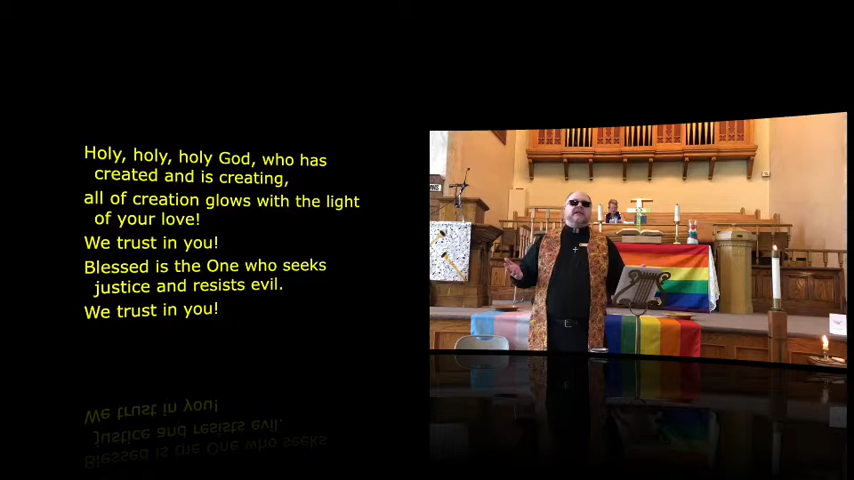 Holy, holy, holy God, who has
created and is creating,
all of creation glows with the light
of your love!
We trust in you!
Blessed is the One who seeks
justice and resists evil.
We trust in you!